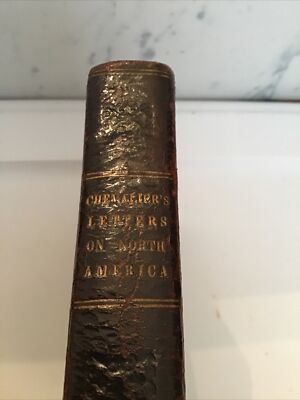 CHEVALIER'S
LETTERS
ON NORTH
AMERICA